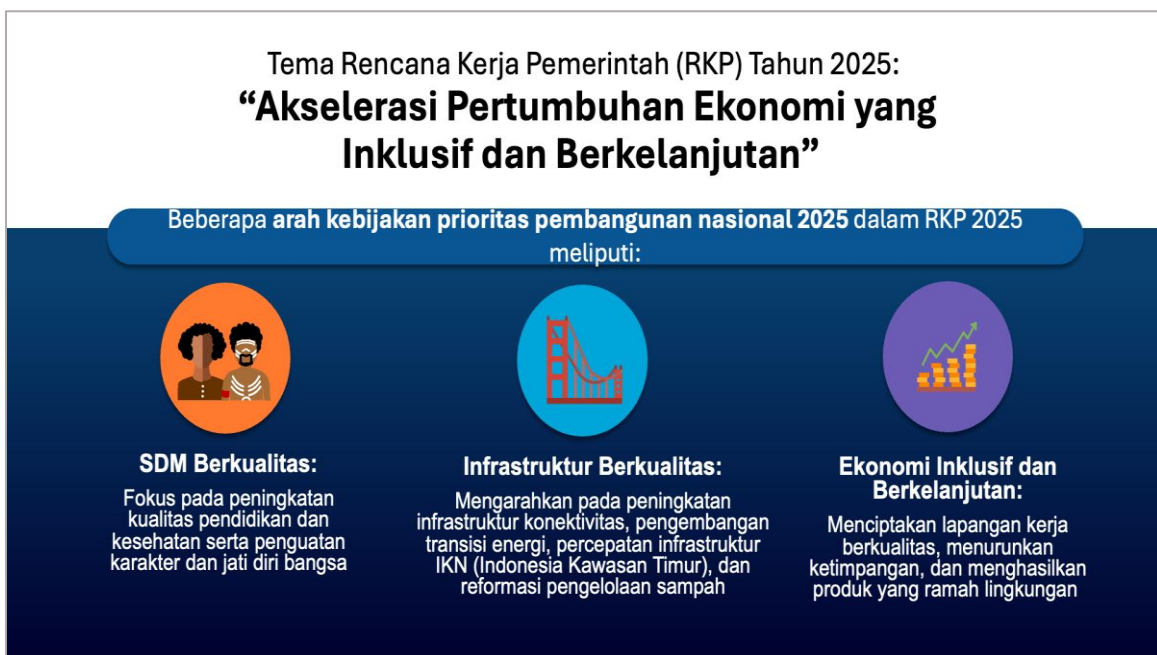 Tema Rencana Kerja Pemerintah (RKP) Tahun 2025:
“Akselerasi Pertumbuhan Ekonomi yang
Inklusif dan Berkelanjutan”
Beberapa arah kebijakan prioritas pembangunan nasional 2025 dalam RKP 2025
meliputi:
SDM Berkualitas:
Fokus pada peningkatan
kualitas pendidikan dan
kesehatan serta penguatan
karakter dan jati diri bangsa
Infrastruktur Berkualitas:
Mengarahkan pada peningkatan
infrastruktur konektivitas, pengembangan
transisi energi, percepatan infrastruktur
IKN (Indonesia Kawasan Timur), dan
reformasi pengelolaan sampah
Ekonomi Inklusif dan
Berkelanjutan:
Menciptakan lapangan kerja
berkualitas, menurunkan
ketimpangan, dan menghasilkan
produk yang ramah lingkungan